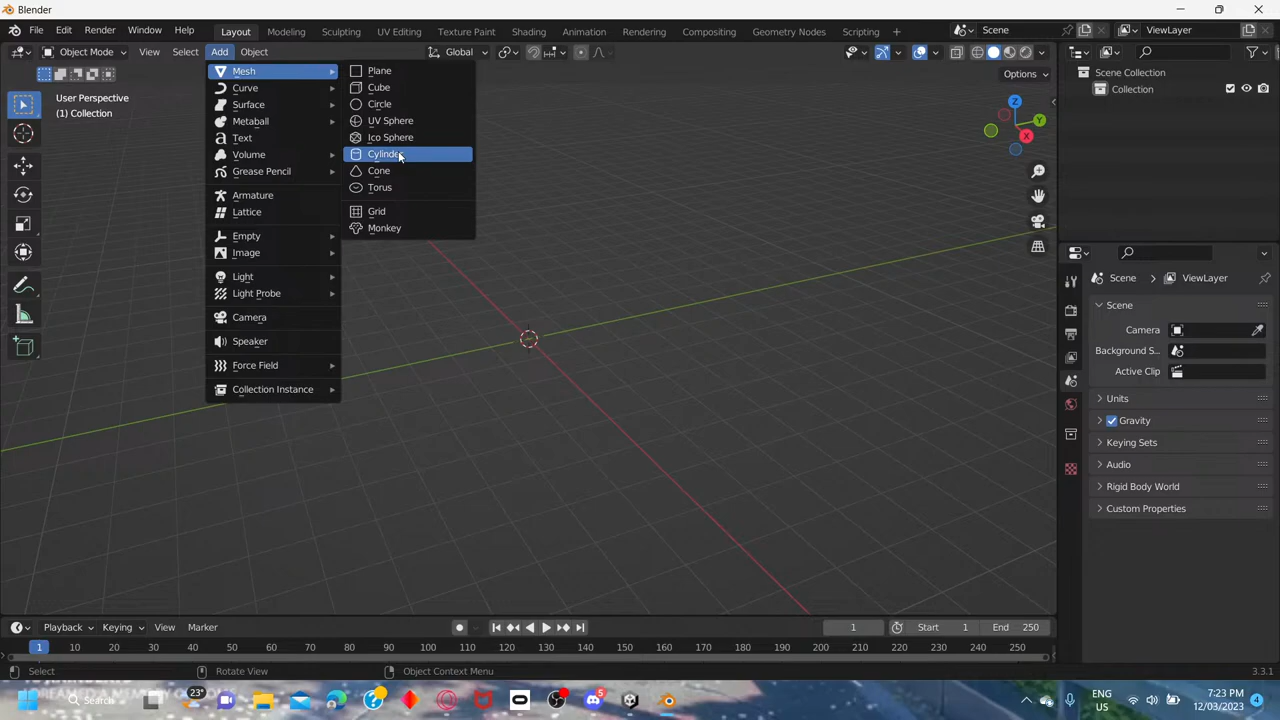 Blender
File Edit Render Window Help Layout Modeling Sculpting UV Editing Texture Paint Shading Animation Rendering Compositing Geometry Nodes Scripting + Scene ViewLayer
Object Mode View Select Add Object Global
Options
User Perspective
(1) Collection
Mesh
Curve
Surface
Metaball
Text
Volume
Grease Pencil
Armature
Lattice
Empty
Image
Light
Light Probe
Camera
Speaker
Force Field
Collection Instance
Plane
Cube
Circle
UV Sphere
Ico Sphere
Cylinder
Cone
Torus
Grid
Monkey
Z
Y
X
Scene Collection
Collection
Scene > ViewLayer
Scene
Camera
Background S...
Active Clip
Units
Gravity
Keying Sets
Audio
Rigid Body World
Custom Properties
Playback Keying View Marker 1 Start 1 End 250
1 10 20 30 40 50 60 70 80 90 100 110 120 130 140 150 160 170 180 190 200 210 220 230 240 250
Select Rotate View Object Context Menu 3.3.1
Search 23° 5 ENG US 7:23 PM 12/03/2023 4